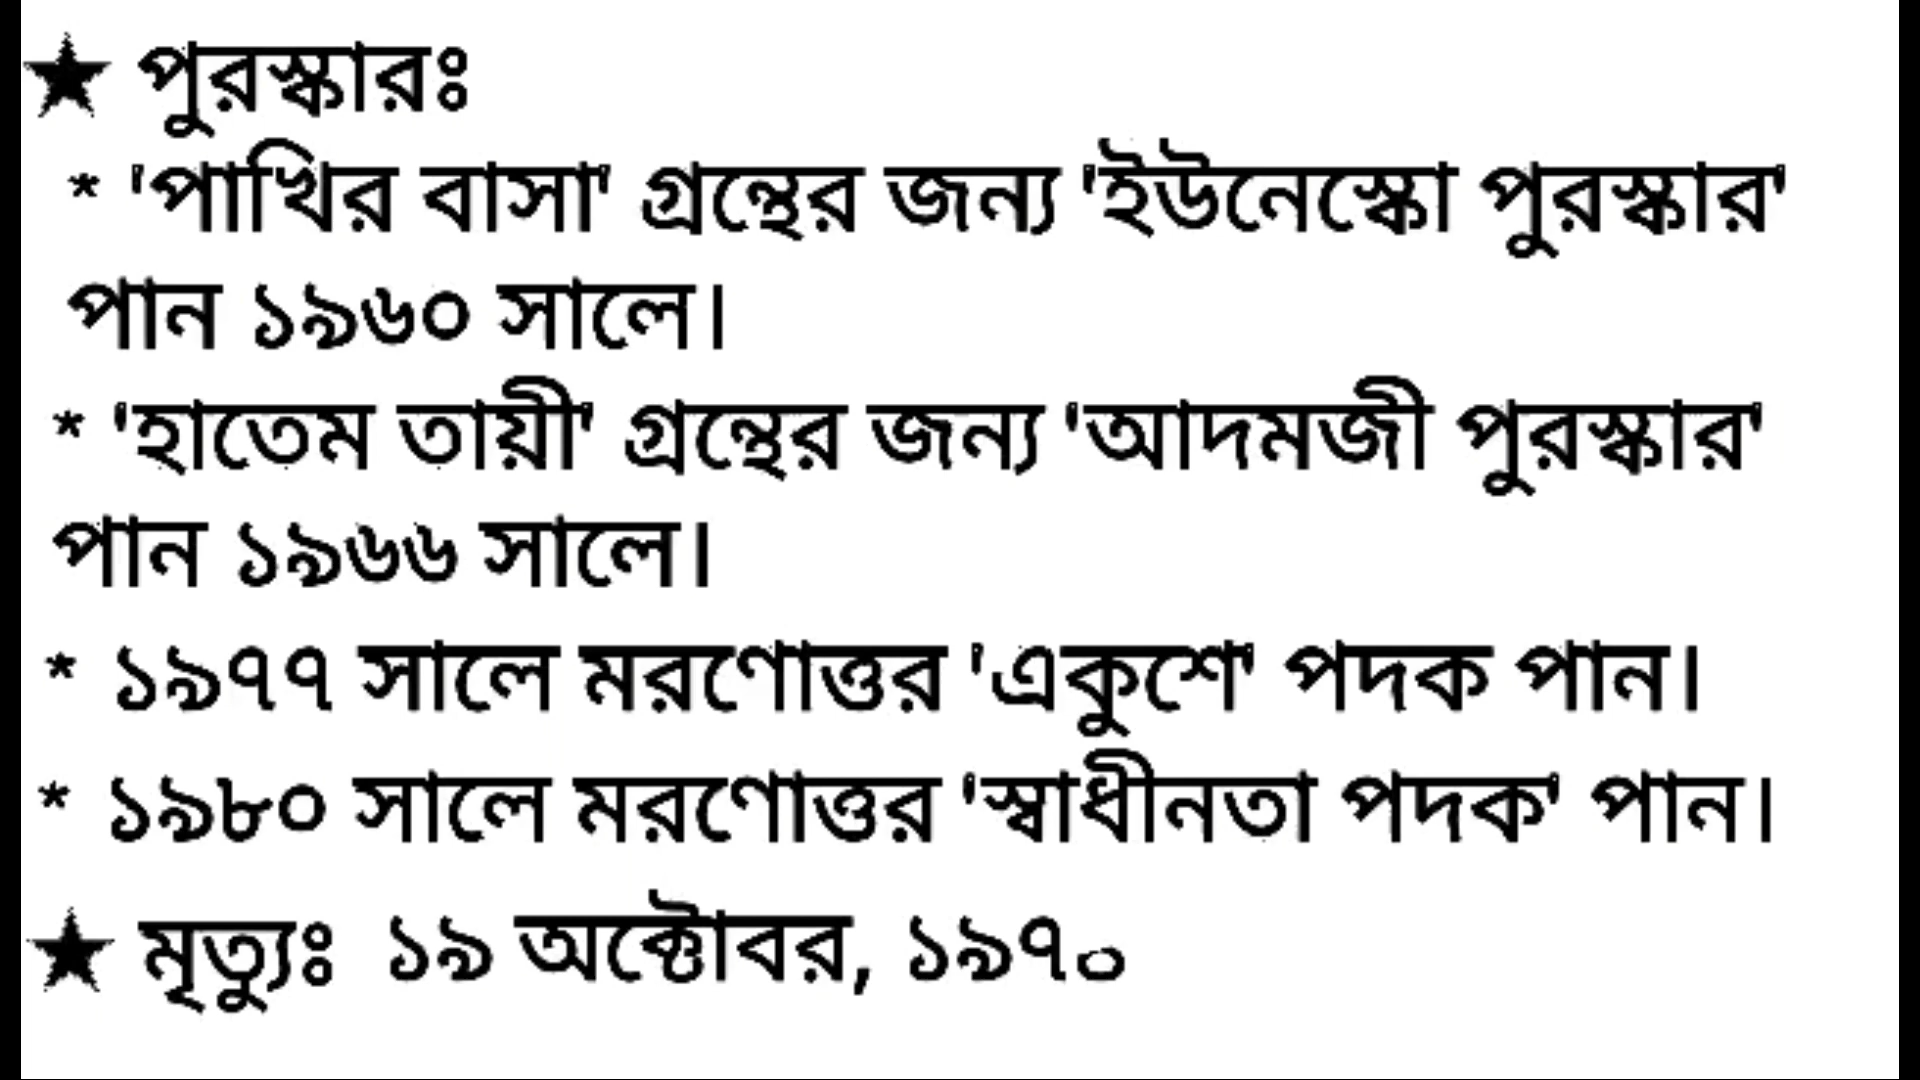 ★ পুরস্কারঃ
* 'পাখির বাসা' গ্রন্থের জন্য 'ইউনেস্কো পুরস্কার'
পান ১৯৬০ সালে।
* 'হাতেম তায়ী' গ্রন্থের জন্য 'আদমজী পুরস্কার'
পান ১৯৬৬ সালে।
* ১৯৭৭ সালে মরণোত্তর 'একুশে' পদক পান।
* ১৯৮০ সালে মরণোত্তর 'স্বাধীনতা পদক' পান।
★ মৃত্যুঃ ১৯ অক্টৌবর, ১৯৭০